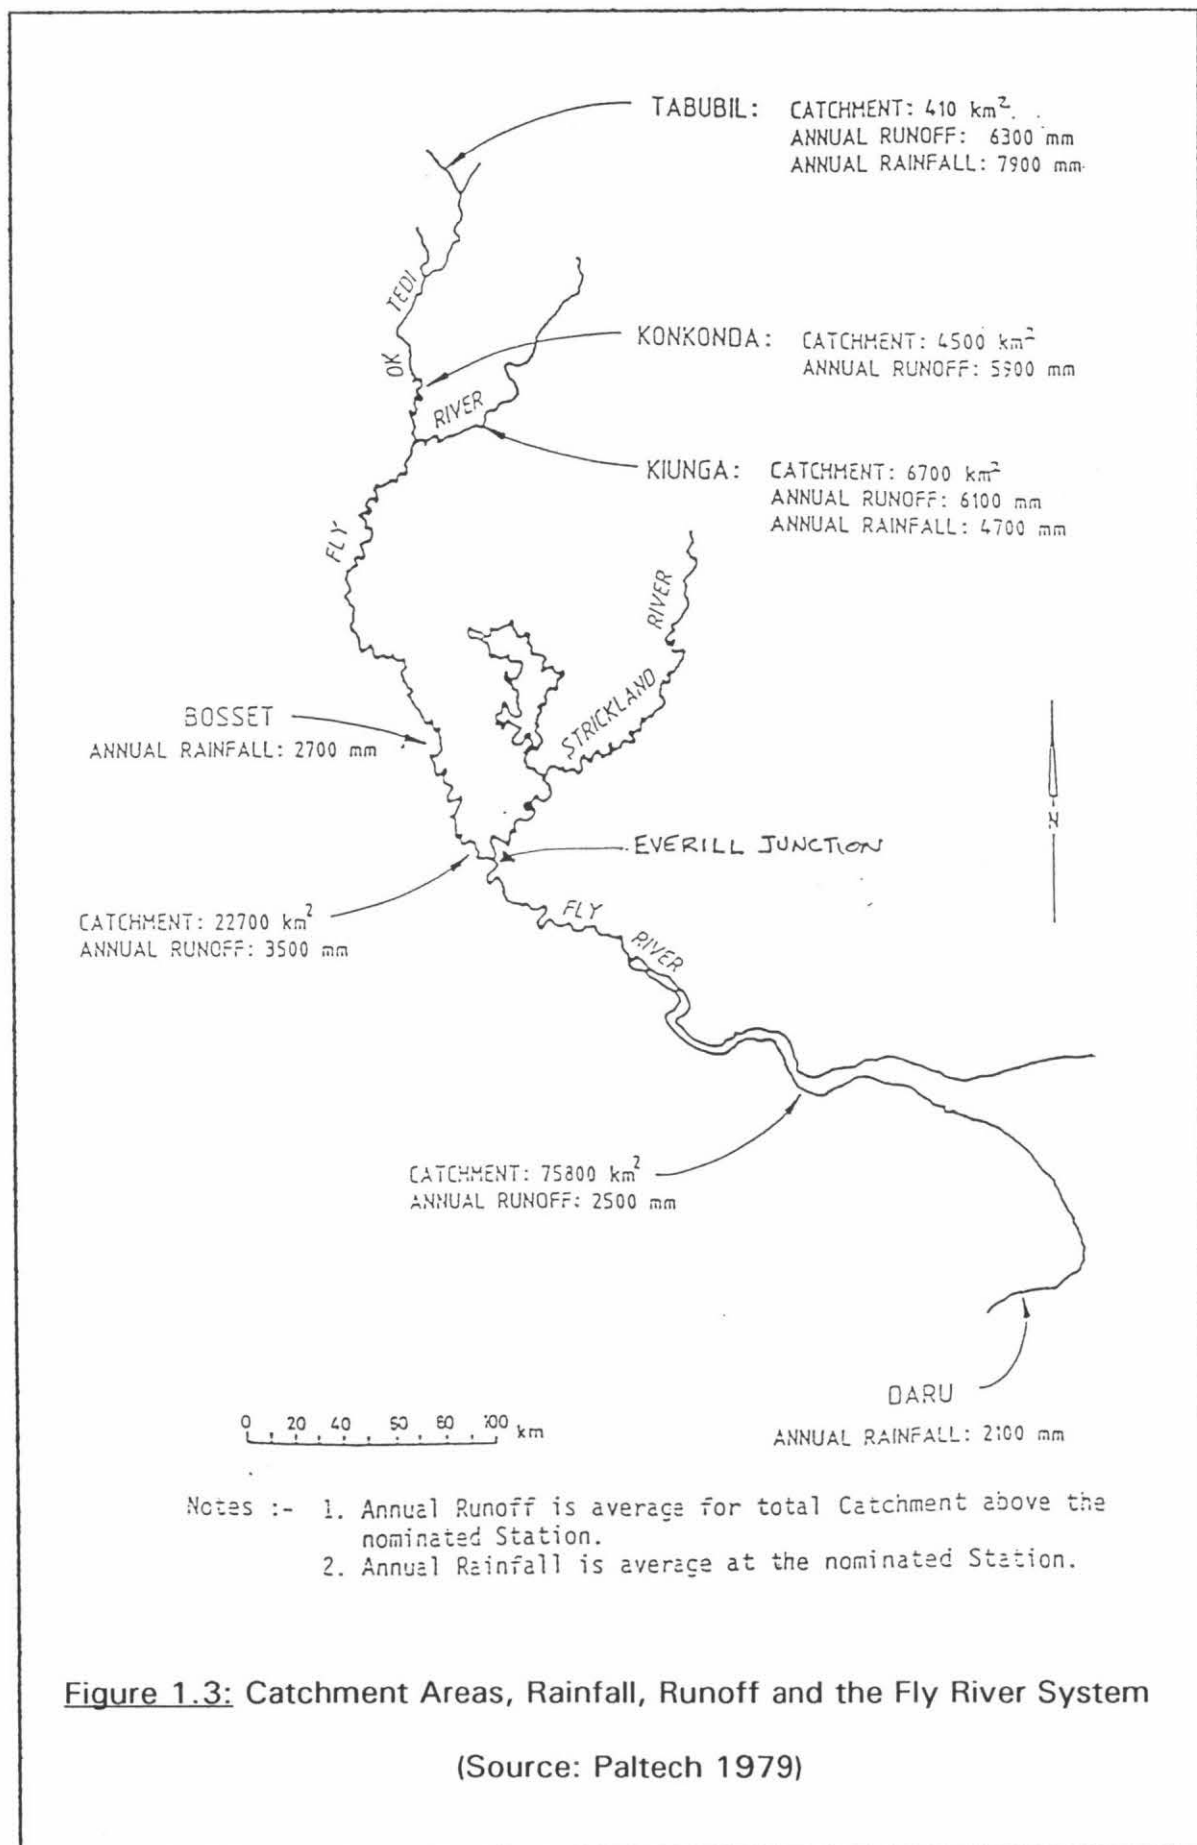 TABUBIL: CATCHMENT: 410 km².
ANNUAL RUNOFF: 6300 mm
ANNUAL RAINFALL: 7900 mm
OK TEDI
KONKONDA: CATCHMENT: 4500 km²
ANNUAL RUNOFF: 5900 mm
RIVER
KIUNGA: CATCHMENT: 6700 km²
ANNUAL RUNOFF: 6100 mm
ANNUAL RAINFALL: 4700 mm
FLY
STRICKLAND RIVER
BOSSET
ANNUAL RAINFALL: 2700 mm
N
EVERILL JUNCTION
CATCHMENT: 22700 km²
ANNUAL RUNOFF: 3500 mm
FLY RIVER
CATCHMENT: 75800 km²
ANNUAL RUNOFF: 2500 mm
DARU
ANNUAL RAINFALL: 2100 mm
0 20 40 60 80 100 km
Notes :- 1. Annual Runoff is average for total Catchment above the
nominated Station.
2. Annual Rainfall is average at the nominated Station.
Figure 1.3: Catchment Areas, Rainfall, Runoff and the Fly River System
(Source: Paltech 1979)